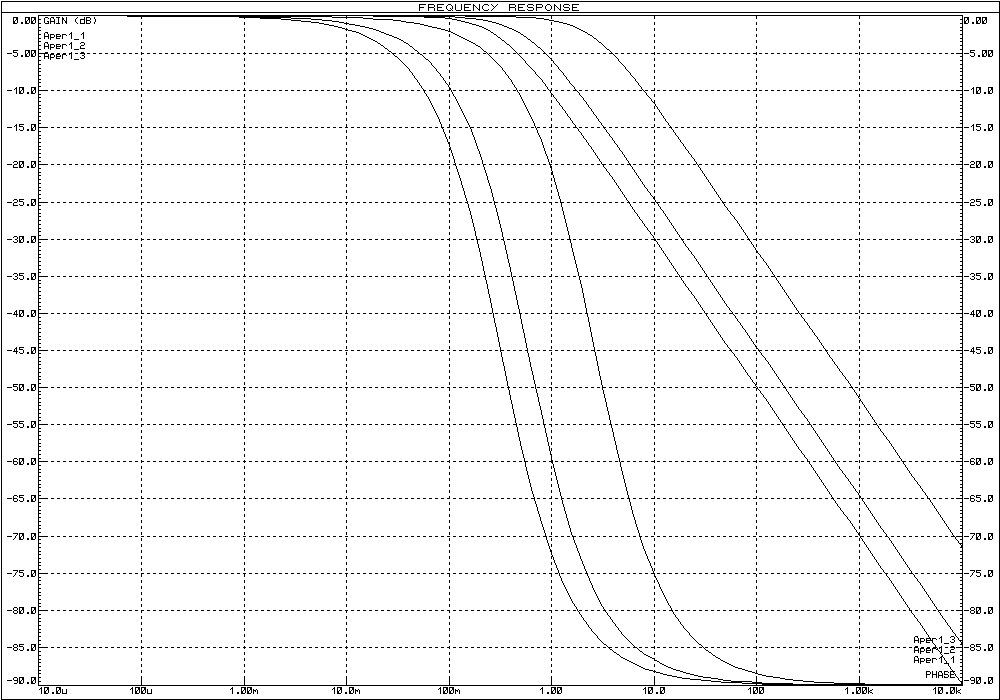 FREQUENCY RESPONSE
0.00 GAIN (dB) 0.00
Aper1_1
Aper1_2
-5.00 Aper1_3 -5.00
-10.0 -10.0
-15.0 -15.0
-20.0 -20.0
-25.0 -25.0
-30.0 -30.0
-35.0 -35.0
-40.0 -40.0
-45.0 -45.0
-50.0 -50.0
-55.0 -55.0
-60.0 -60.0
-65.0 -65.0
-70.0 -70.0
-75.0 -75.0
-80.0 -80.0
Aper1_3
-85.0 Aper1_2 -85.0
Aper1_1
-90.0 PHASE -90.0
10.0u 100u 1.00m 10.0m 100m 1.00 10.0 100 1.00k 10.0k